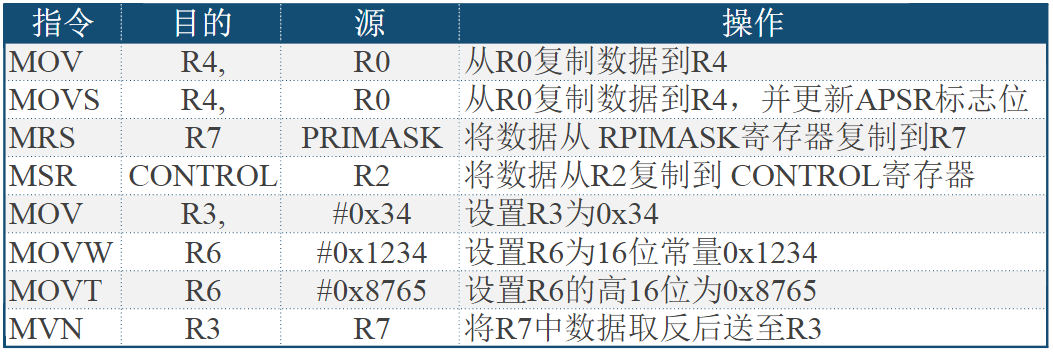 指令 目的 源 操作
MOV R4, R0 从R0复制数据到R4
MOVS R4, R0 从R0复制数据到R4，并更新APSR标志位
MRS R7 PRIMASK 将数据从 RPIMASK寄存器复制到R7
MSR CONTROL R2 将数据从R2复制到 CONTROL寄存器
MOV R3, #0x34 设置R3为0x34
MOVW R6 #0x1234 设置R6为16位常量0x1234
MOVT R6 #0x8765 设置R6的高16位为0x8765
MVN R3 R7 将R7中数据取反后送至R3